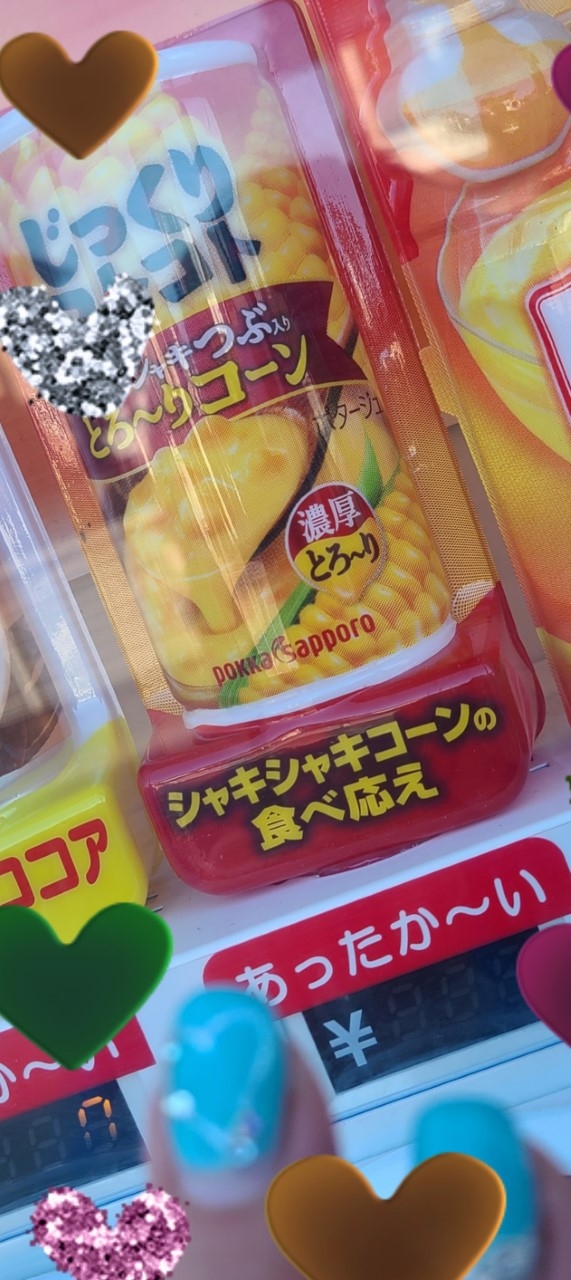 じっくり
コトコト
シャキつぶ入り
とろ〜りコーン
ポタージュ
濃厚
とろ〜り
pokka sapporo
シャキシャキコーンの
食べ応え
ココア
あったか〜い
¥
か〜い